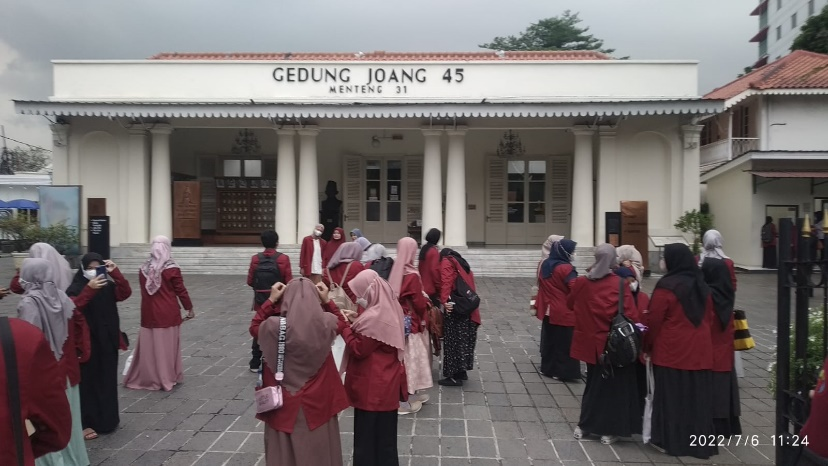 GEDUNG JOANG 45
MENTENG 31
2022/7/6 11:24